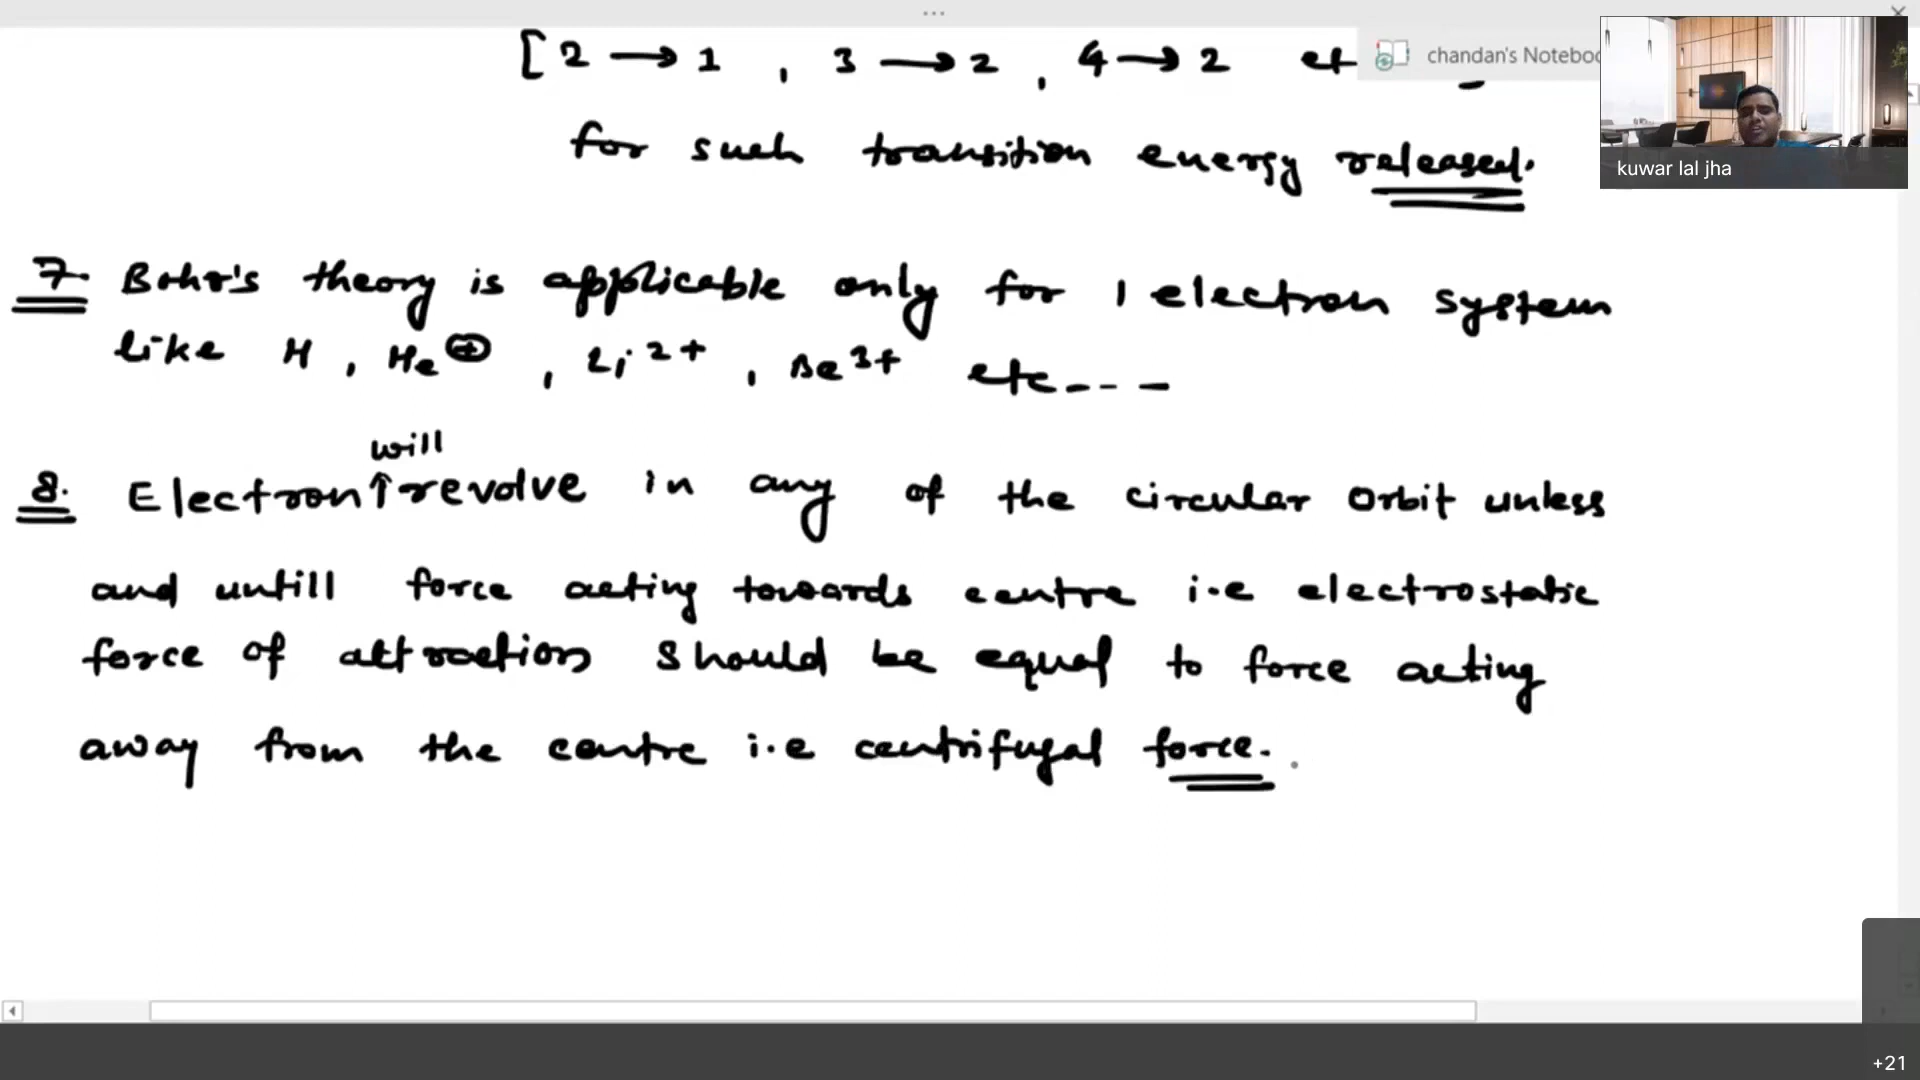 [ 2 → 1 , 3 → 2 , 4 → 2
chandan's Noteboo
for such transition energy released.
kuwar lal jha
7. Bohr's theory is applicable only for 1 electron system
like H , He⊕ , Li²⁺ , Be³⁺ etc---
will
8. Electron ↑ revolve in any of the circular orbit unless
and untill force acting towards centre i.e electrostatic
force of attraction should be equal to force acting
away from the centre i.e centrifugal force.
+21